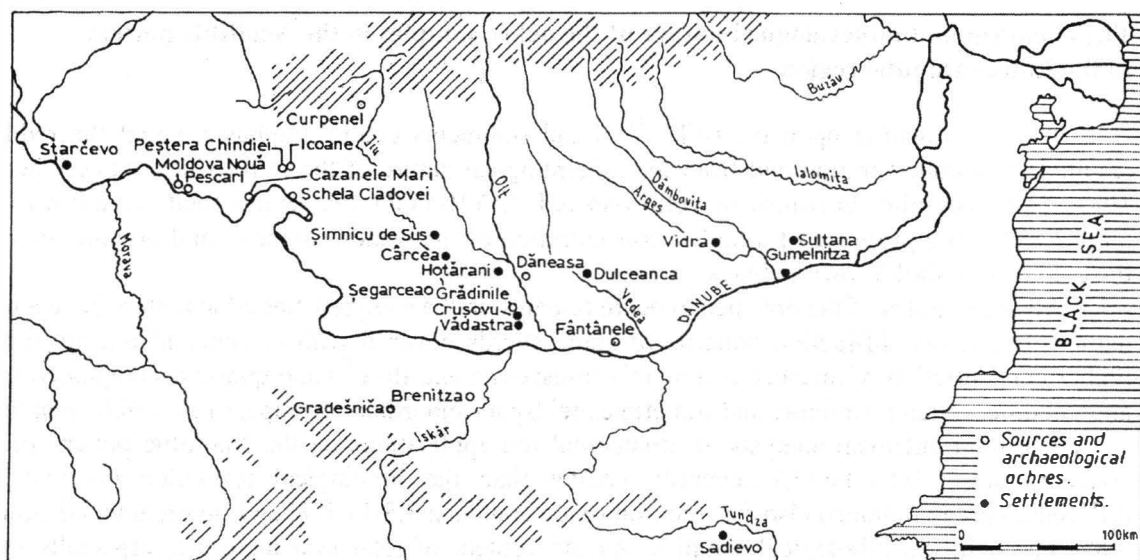 Buzău
Curpenel
Jiu
Starčevo
Peştera Chindiei
Icoane
Moldova Nouă
Pescari
Cazanele Mari
Schela Cladovei
Olt
Ialomita
Dâmbovita
Argeş
Morava
Şimnicu de Sus
Cârcea
Hotărani
Dăneasa
Vidra
Sultana
Gumelnitza
Dulceanca
Şegarcea
Grădinile
Cruşovu
Vădastra
Vedea
DANUBE
Fântânele
BLACK SEA
Brenitza
Gradešniča
Iskăr
Sources and
archaeological
ochres.
Settlements.
Tundza
Sadievo
0 100km